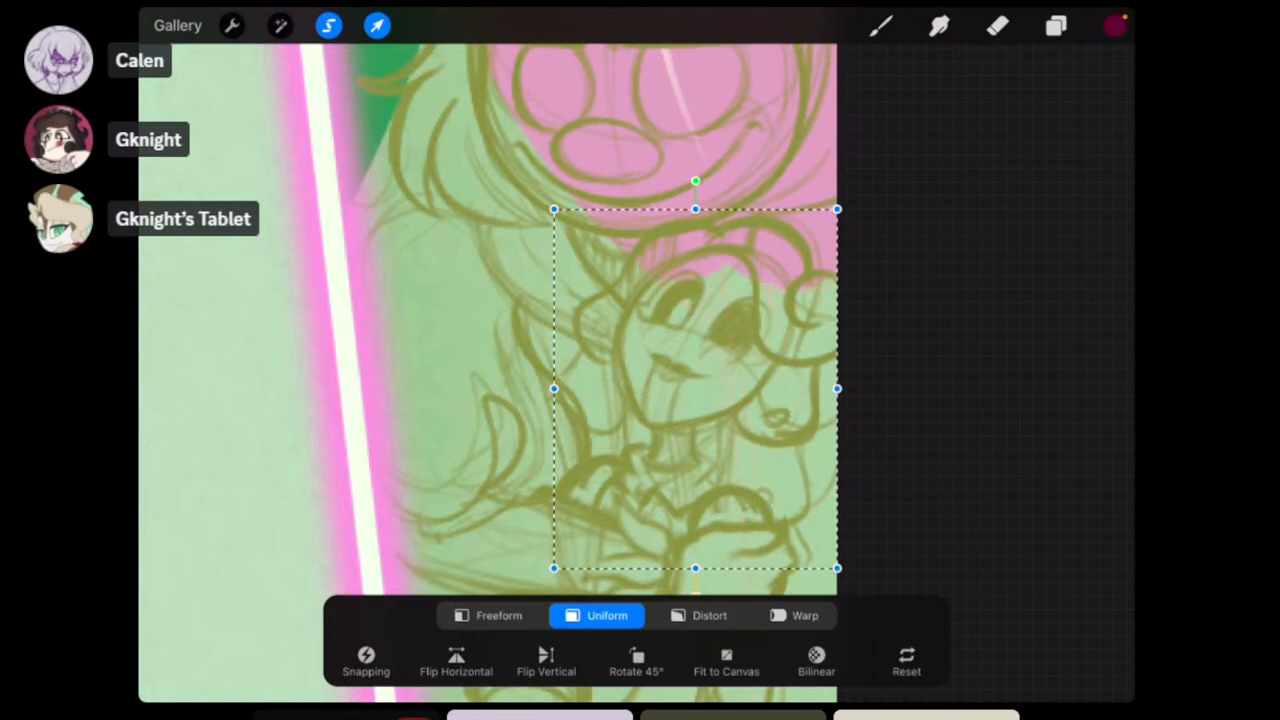 Gallery
Calen
Gknight
Gknight's Tablet
Freeform
Uniform
Distort
Warp
Snapping
Flip Horizontal
Flip Vertical
Rotate 45°
Fit to Canvas
Bilinear
Reset